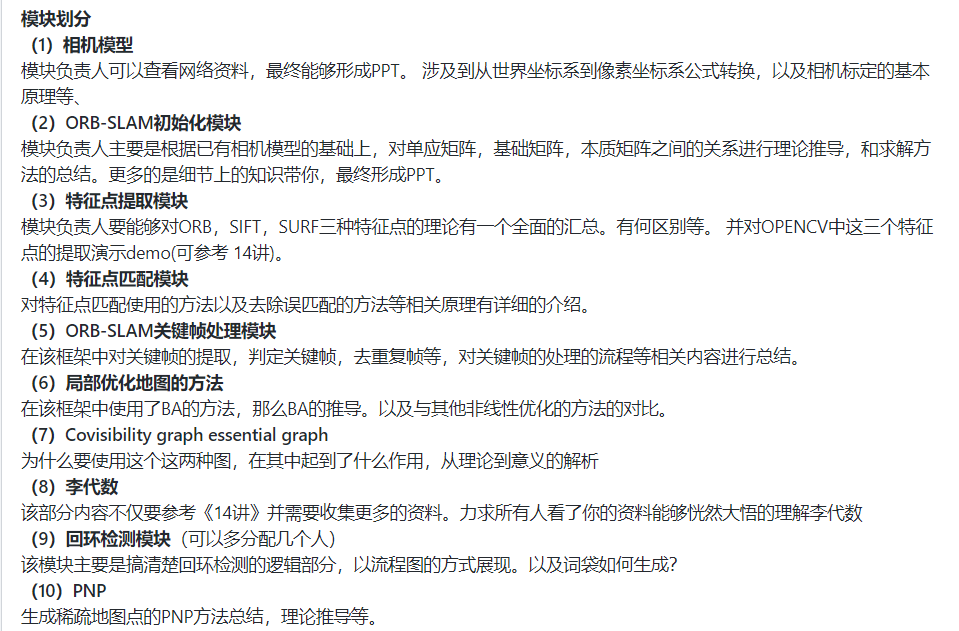 模块划分
（1）相机模型
模块负责人可以查看网络资料，最终能够形成PPT。 涉及到从世界坐标系到像素坐标系公式转换，以及相机标定的基本
原理等、
（2）ORB-SLAM初始化模块
模块负责人主要是根据已有相机模型的基础上，对单应矩阵，基础矩阵，本质矩阵之间的关系进行理论推导，和求解方
法的总结。更多的是细节上的知识带你，最终形成PPT。
（3）特征点提取模块
模块负责人要能够对ORB，SIFT，SURF三种特征点的理论有一个全面的汇总。有何区别等。 并对OPENCV中这三个特征
点的提取演示demo(可参考 14讲)。
（4）特征点匹配模块
对特征点匹配使用的方法以及去除误匹配的方法等相关原理有详细的介绍。
（5）ORB-SLAM关键帧处理模块
在该框架中对关键帧的提取，判定关键帧，去重复帧等，对关键帧的处理的流程等相关内容进行总结。
（6）局部优化地图的方法
在该框架中使用了BA的方法，那么BA的推导。以及与其他非线性优化的方法的对比。
（7）Covisibility graph essential graph
为什么要使用这个这两种图，在其中起到了什么作用，从理论到意义的解析
（8）李代数
该部分内容不仅要参考《14讲》并需要收集更多的资料。力求所有人看了你的资料能够恍然大悟的理解李代数
（9）回环检测模块（可以多分配几个人）
该模块主要是搞清楚回环检测的逻辑部分，以流程图的方式展现。以及词袋如何生成？
（10）PNP
生成稀疏地图点的PNP方法总结，理论推导等。